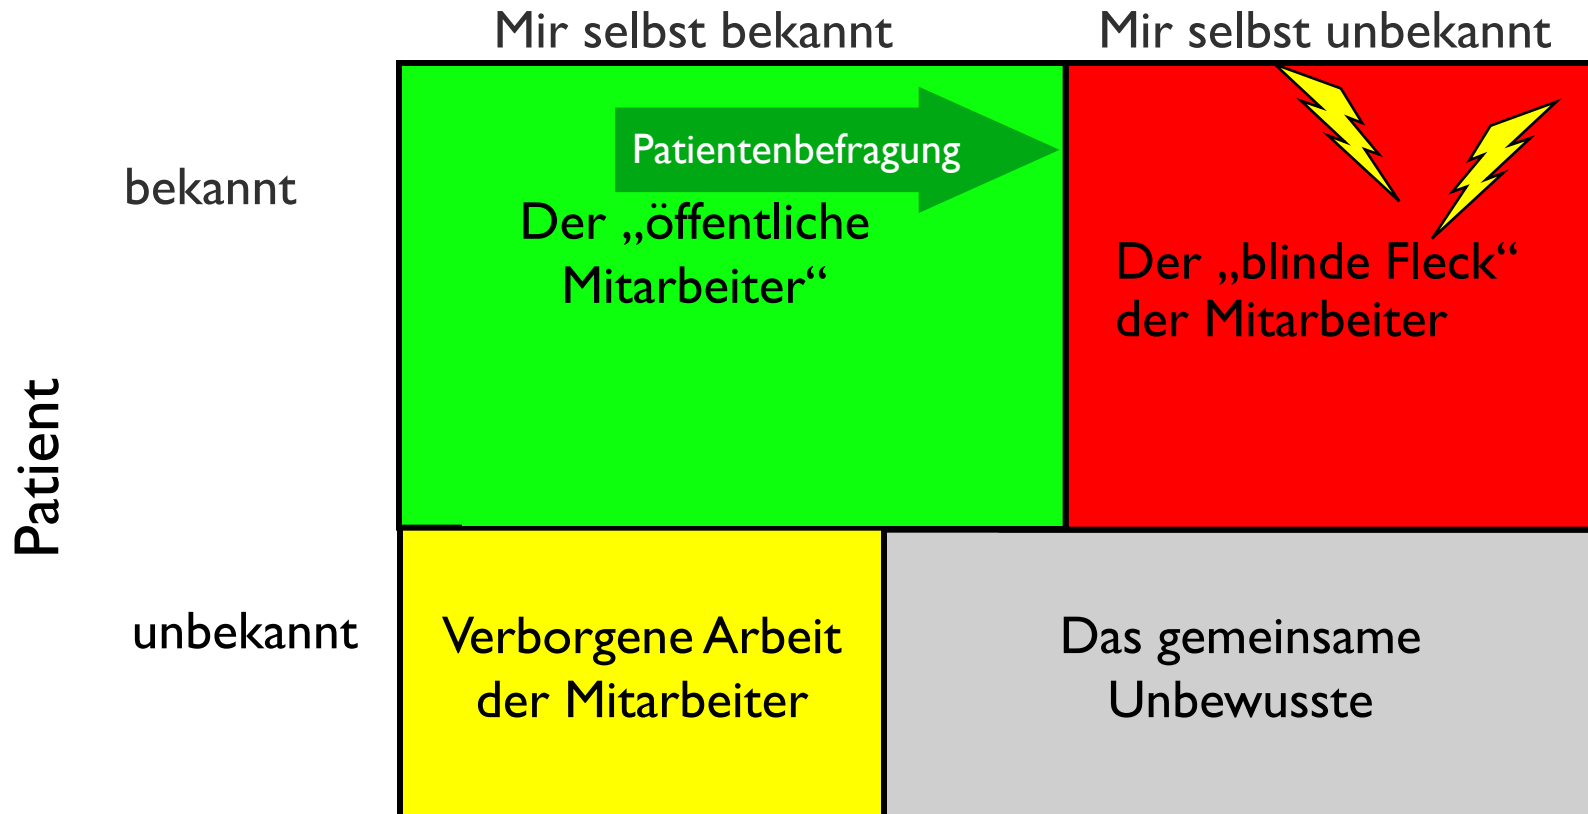 Mir selbst bekannt
Mir selbst unbekannt
bekannt
Patientenbefragung
Der „öffentliche
Mitarbeiter“
Der „blinde Fleck“
der Mitarbeiter
Patient
unbekannt
Verborgene Arbeit
der Mitarbeiter
Das gemeinsame
Unbewusste